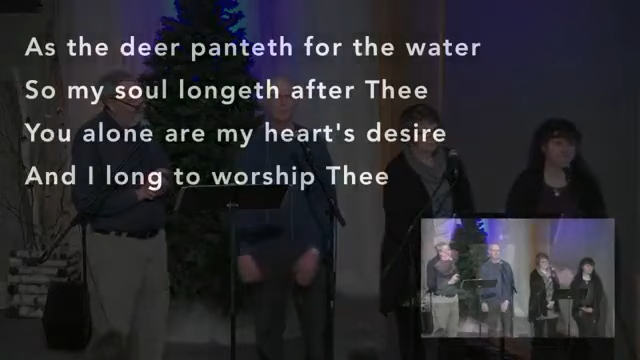 As the deer panteth for the water
So my soul longeth after Thee
You alone are my heart's desire
And I long to worship Thee